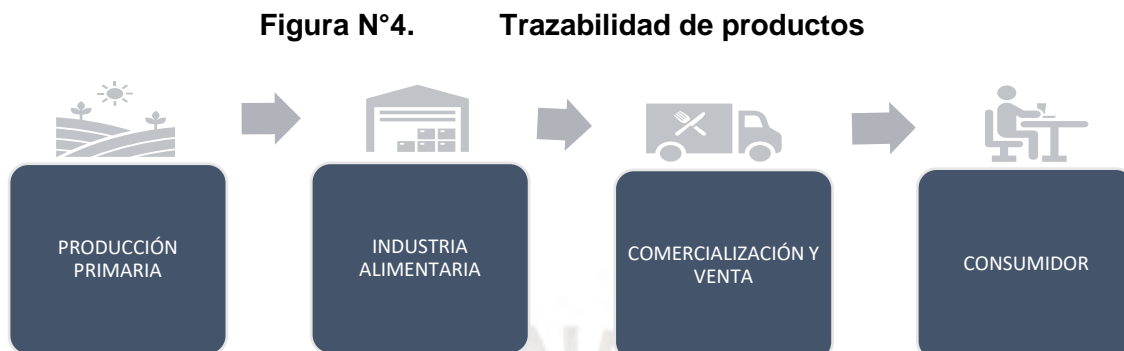 Figura N°4. Trazabilidad de productos
PRODUCCIÓN
PRIMARIA
INDUSTRIA
ALIMENTARIA
COMERCIALIZACIÓN Y
VENTA
CONSUMIDOR